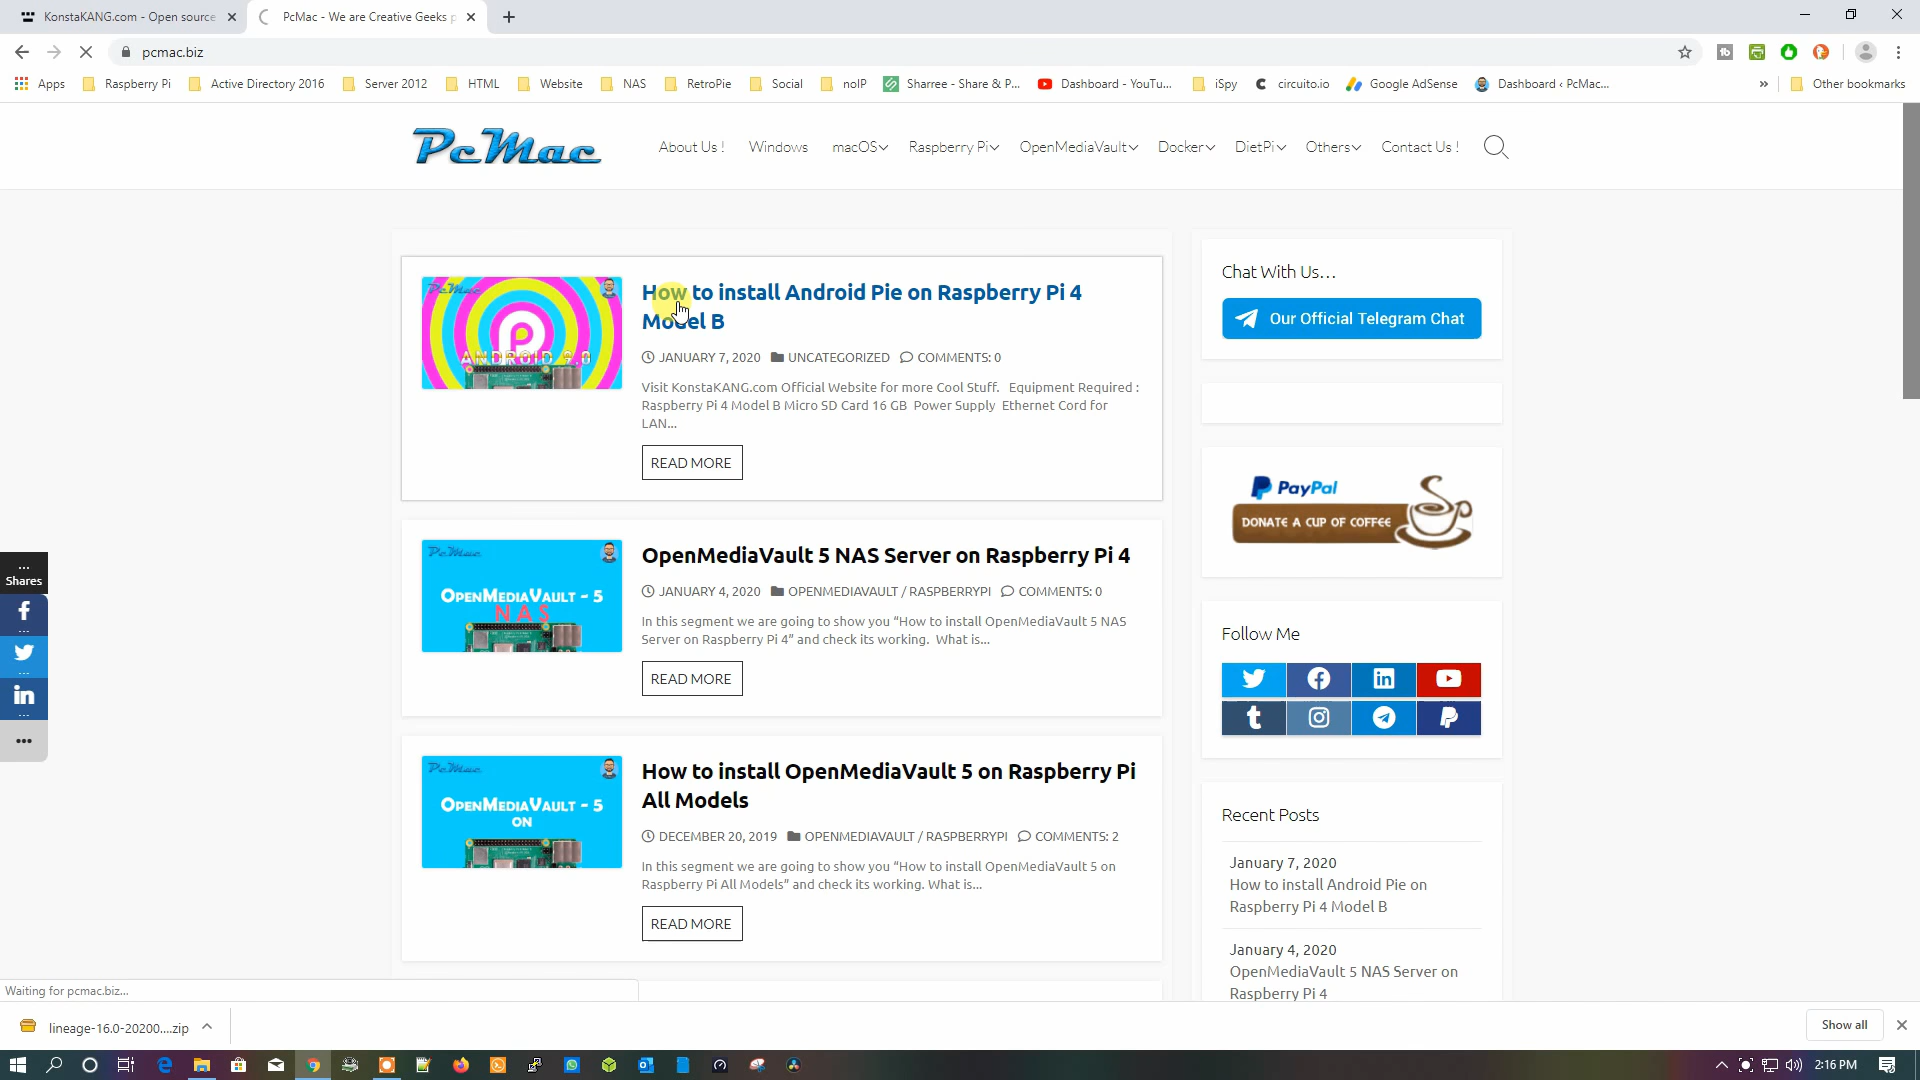 KonstaKANG.com - Open source
PcMac - We are Creative Geeks p
pcmac.biz
Apps
Raspberry Pi
Active Directory 2016
Server 2012
HTML
Website
NAS
RetroPie
Social
noIP
Sharree - Share & P...
Dashboard - YouTu...
iSpy
circuito.io
Google AdSense
Dashboard ‹ PcMac...
»
Other bookmarks
PcMac
About Us !
Windows
macOS
Raspberry Pi
OpenMediaVault
Docker
DietPi
Others
Contact Us !
PcMac
ANDROID 9.0
How to install Android Pie on Raspberry Pi 4
Model B
JANUARY 7, 2020 UNCATEGORIZED COMMENTS: 0
Visit KonstaKANG.com Official Website for more Cool Stuff. Equipment Required :
Raspberry Pi 4 Model B Micro SD Card 16 GB Power Supply Ethernet Cord for
LAN...
READ MORE
PcMac
OPENMEDIAVAULT - 5
NAS
OpenMediaVault 5 NAS Server on Raspberry Pi 4
JANUARY 4, 2020 OPENMEDIAVAULT / RASPBERRYPI COMMENTS: 0
In this segment we are going to show you “How to install OpenMediaVault 5 NAS
Server on Raspberry Pi 4” and check its working. What is...
READ MORE
PcMac
OPENMEDIAVAULT - 5
ON
How to install OpenMediaVault 5 on Raspberry Pi
All Models
DECEMBER 20, 2019 OPENMEDIAVAULT / RASPBERRYPI COMMENTS: 2
In this segment we are going to show you “How to install OpenMediaVault 5 on
Raspberry Pi All Models” and check its working. What is...
READ MORE
Chat With Us…
Our Official Telegram Chat
PayPal
DONATE A CUP OF COFFEE
Follow Me
Recent Posts
January 7, 2020
How to install Android Pie on
Raspberry Pi 4 Model B
January 4, 2020
OpenMediaVault 5 NAS Server on
Raspberry Pi 4
...
Shares
...
...
...
Waiting for pcmac.biz...
lineage-16.0-20200....zip
Show all
2:16 PM